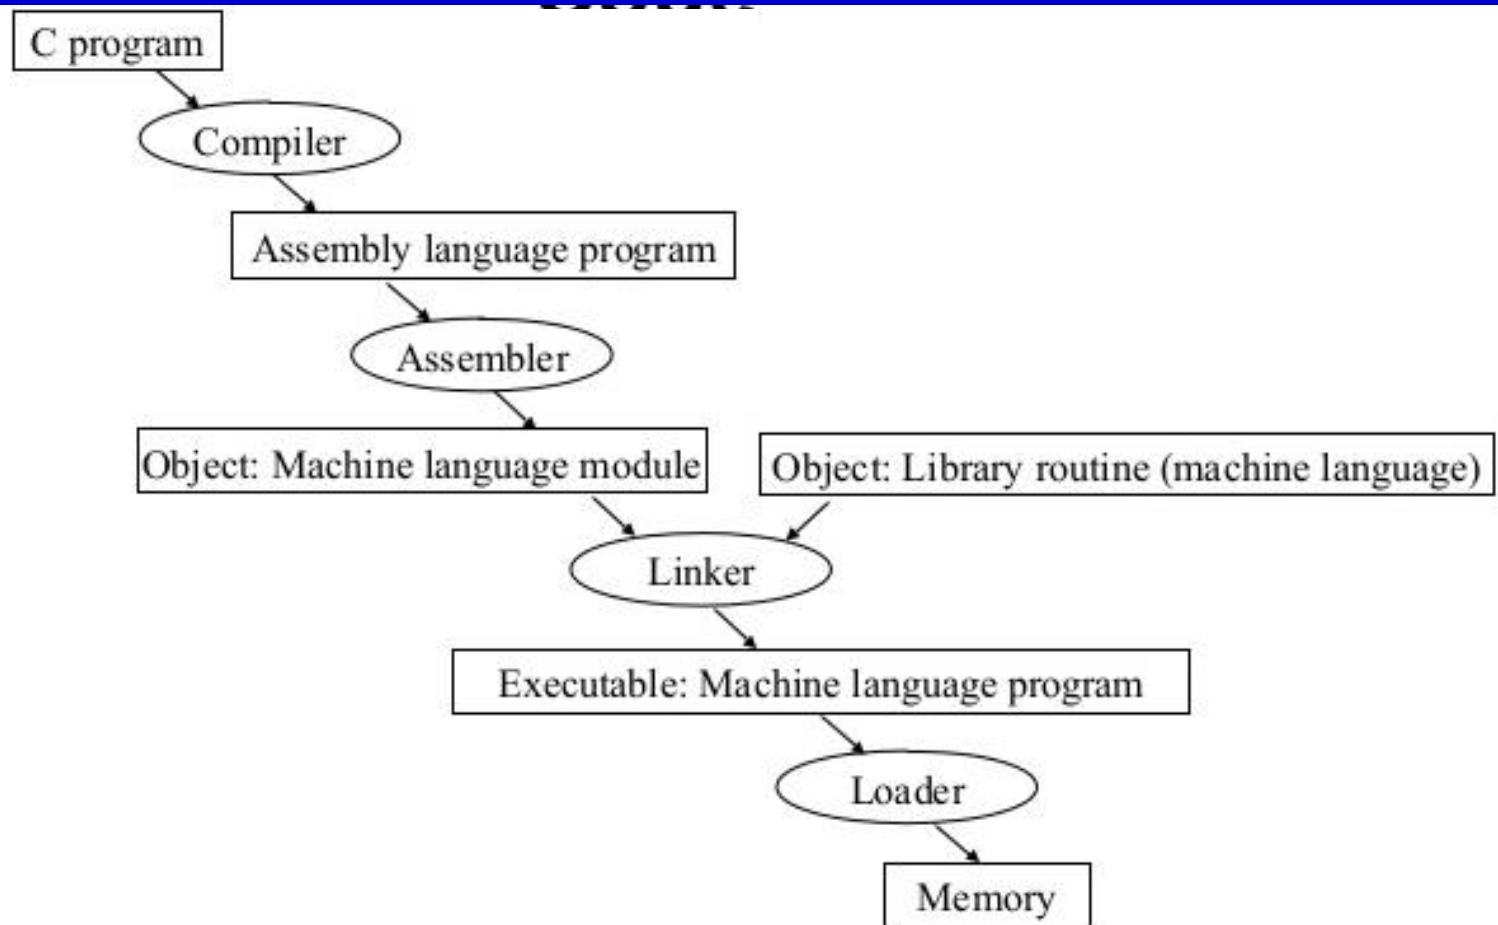 C program
Compiler
Assembly language program
Assembler
Object: Machine language module
Object: Library routine (machine language)
Linker
Executable: Machine language program
Loader
Memory